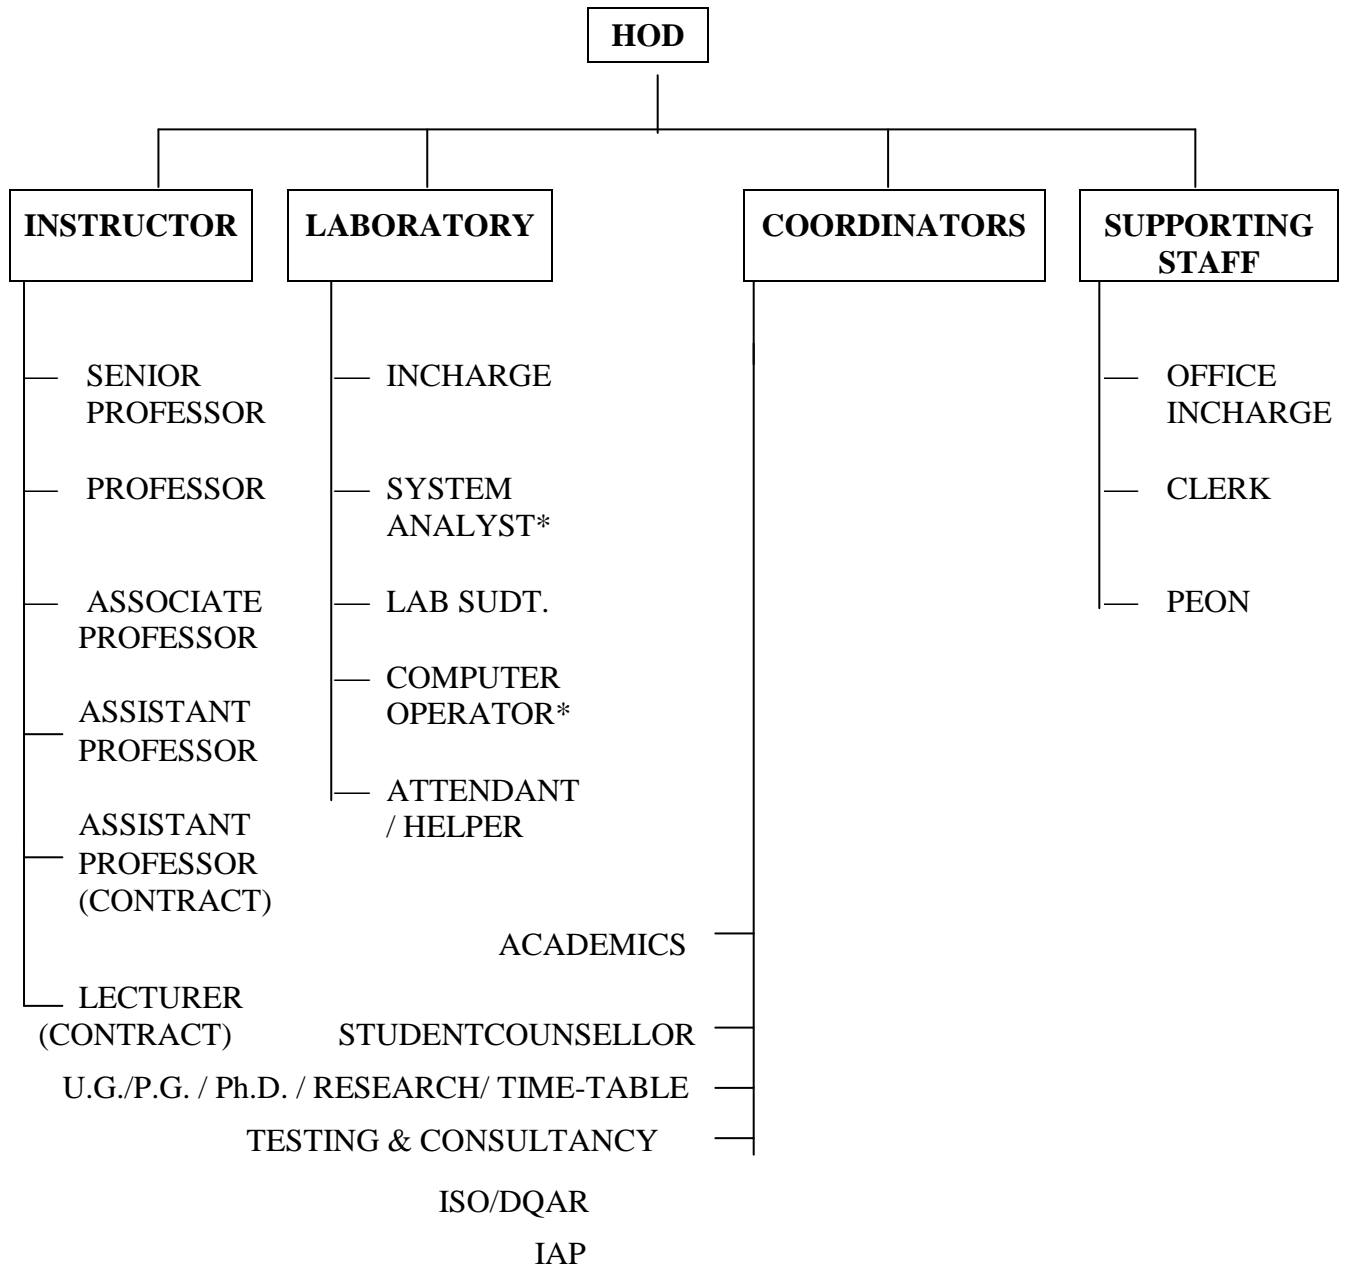 HOD
INSTRUCTOR
LABORATORY
COORDINATORS
SUPPORTING
STAFF
SENIOR
PROFESSOR
PROFESSOR
ASSOCIATE
PROFESSOR
ASSISTANT
PROFESSOR
ASSISTANT
PROFESSOR
(CONTRACT)
LECTURER
(CONTRACT)
INCHARGE
SYSTEM
ANALYST*
LAB SUDT.
COMPUTER
OPERATOR*
ATTENDANT
/ HELPER
ACADEMICS
STUDENTCOUNSELLOR
U.G./P.G. / Ph.D. / RESEARCH/ TIME-TABLE
TESTING & CONSULTANCY
ISO/DQAR
IAP
OFFICE
INCHARGE
CLERK
PEON